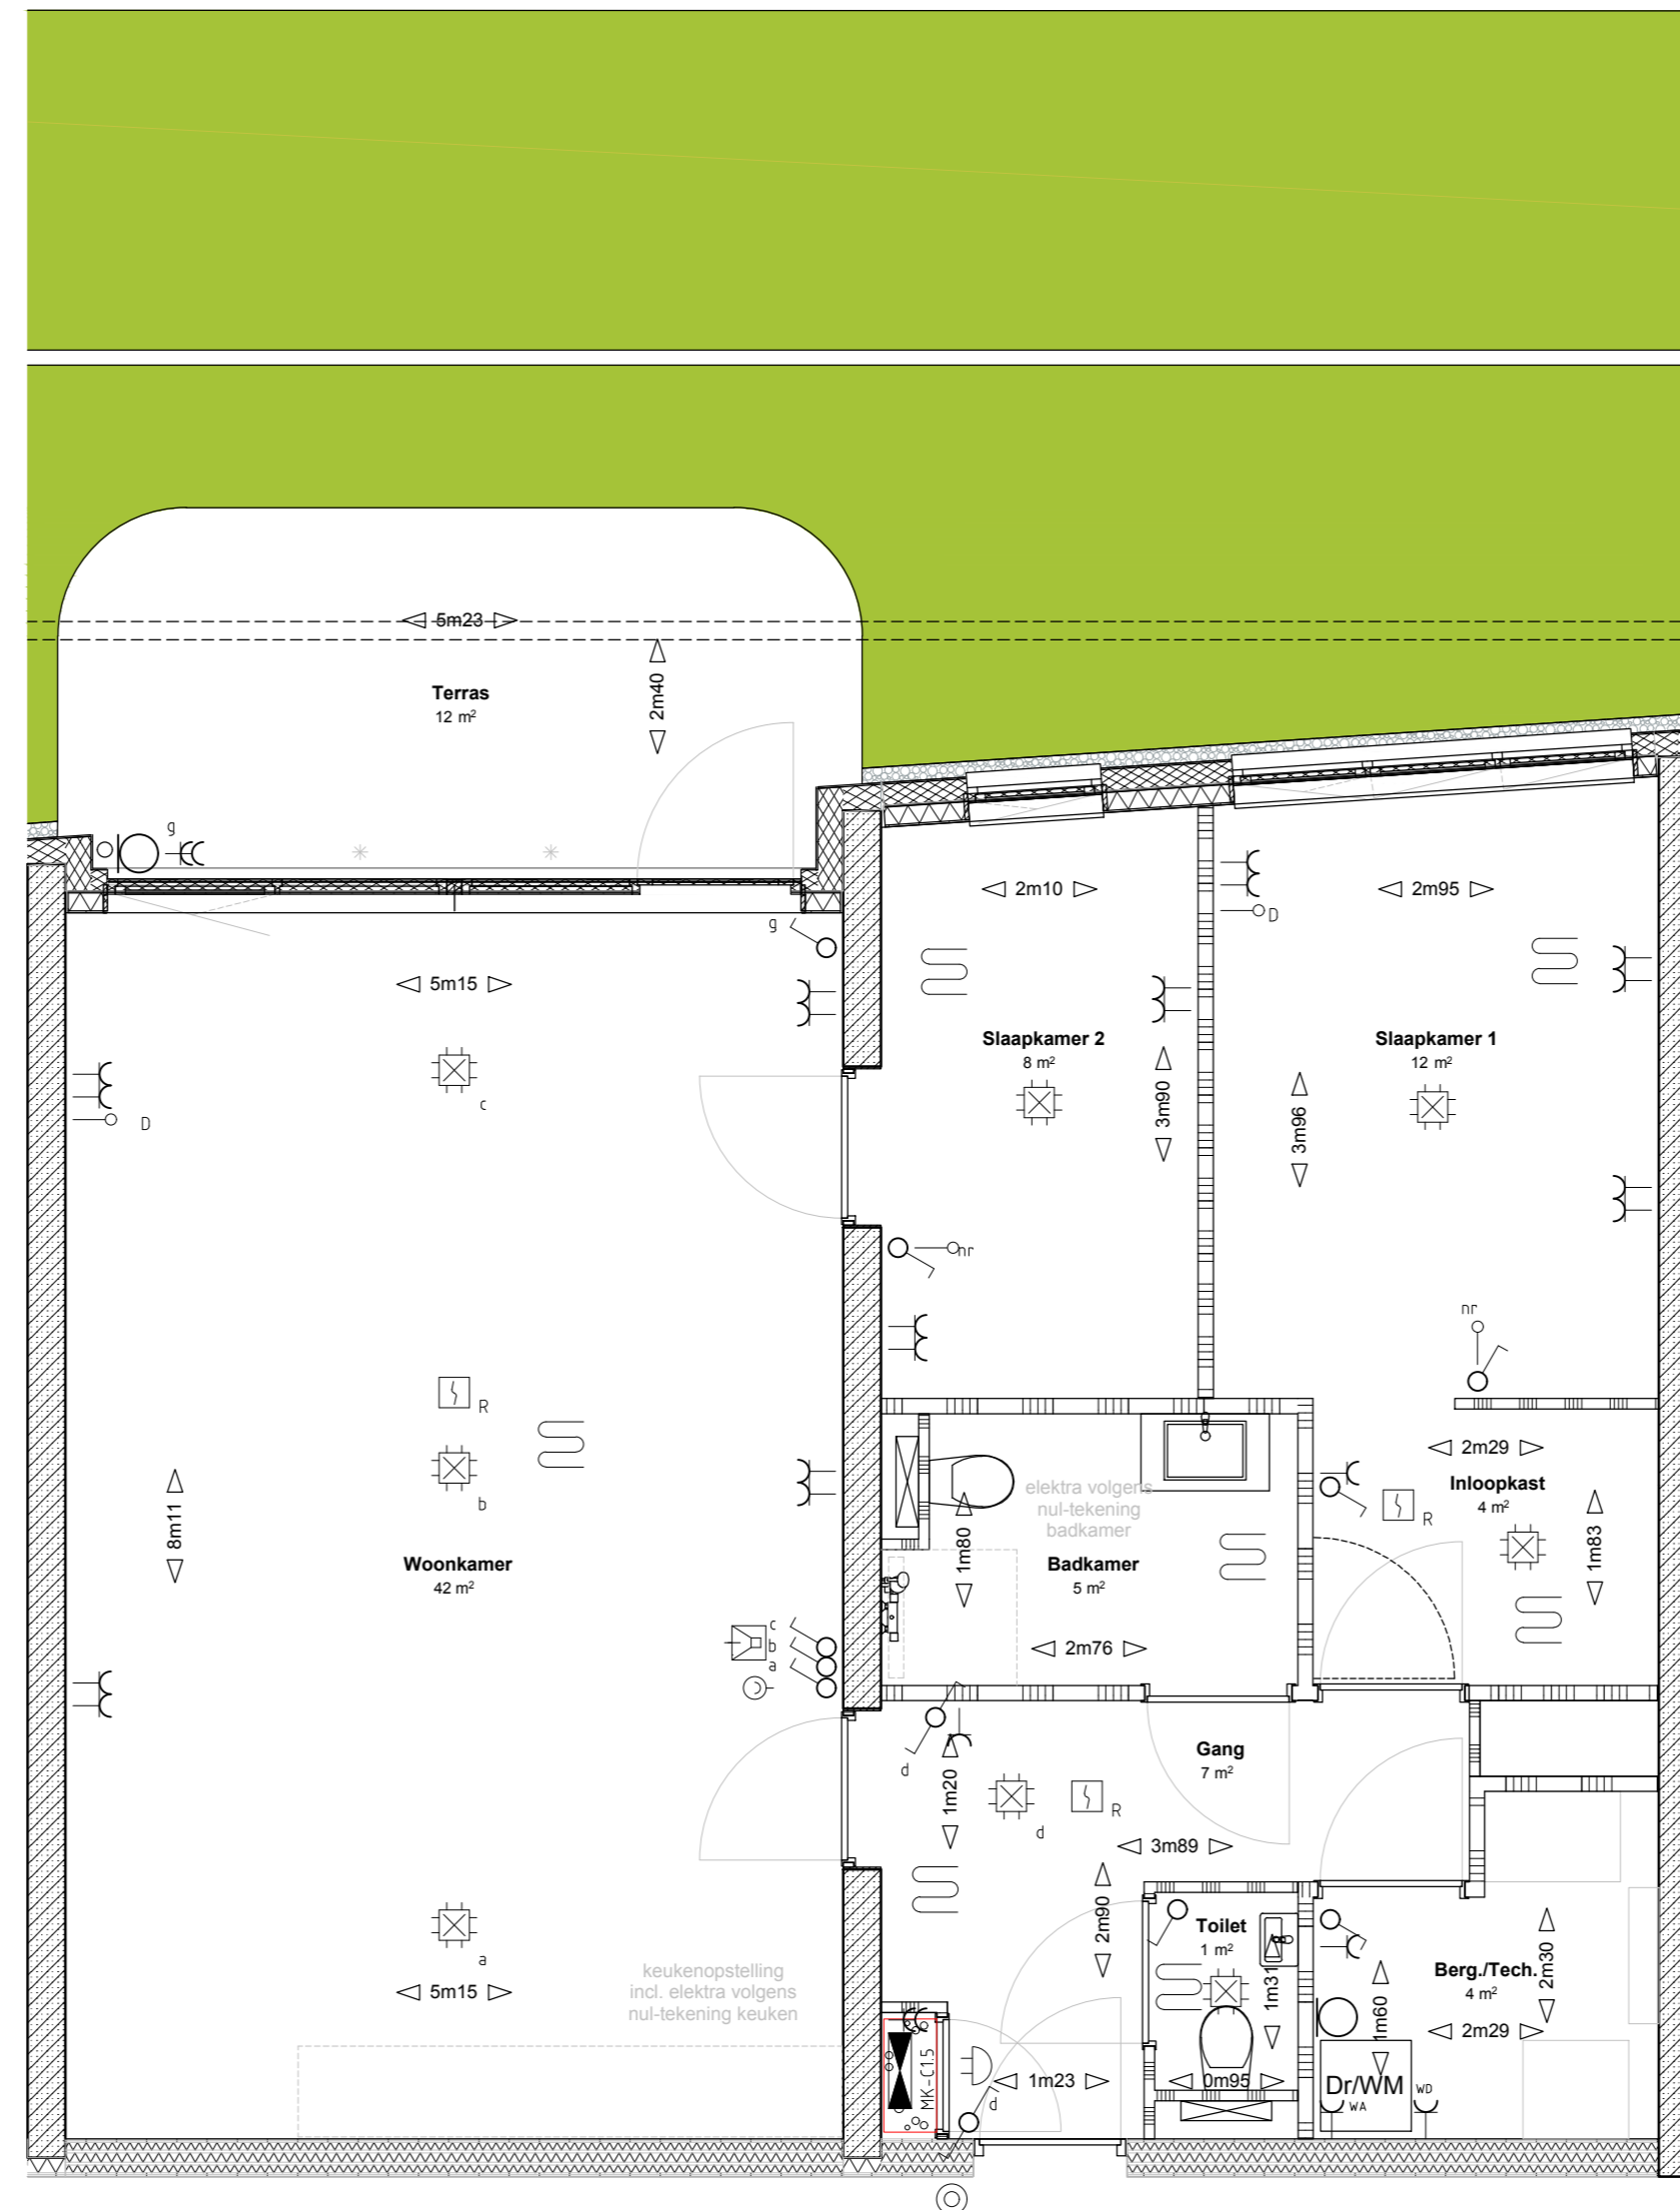 5m23
2m40
Terras
12 m²
g
g
5m15
c
D
2m10
Slaapkamer 2
8 m²
3m90
nr
2m95
D
Slaapkamer 1
12 m²
3m96
nr
R
b
8m11
Woonkamer
42 m²
c
b
a
elektra volgens
nul-tekening
badkamer
1m80
Badkamer
5 m²
2m76
2m29
Inloopkast
4 m²
R
1m83
d
1m20
Gang
7 m²
R
d
3m89
2m90
a
5m15
keukenopstelling
incl. elektra volgens
nul-tekening keuken
Toilet
1 m²
1m31
0m95
Berg./Tech.
4 m²
2m30
1m60
2m29
MK-C1.5
1m23
d
Dr/WM
WD
WA